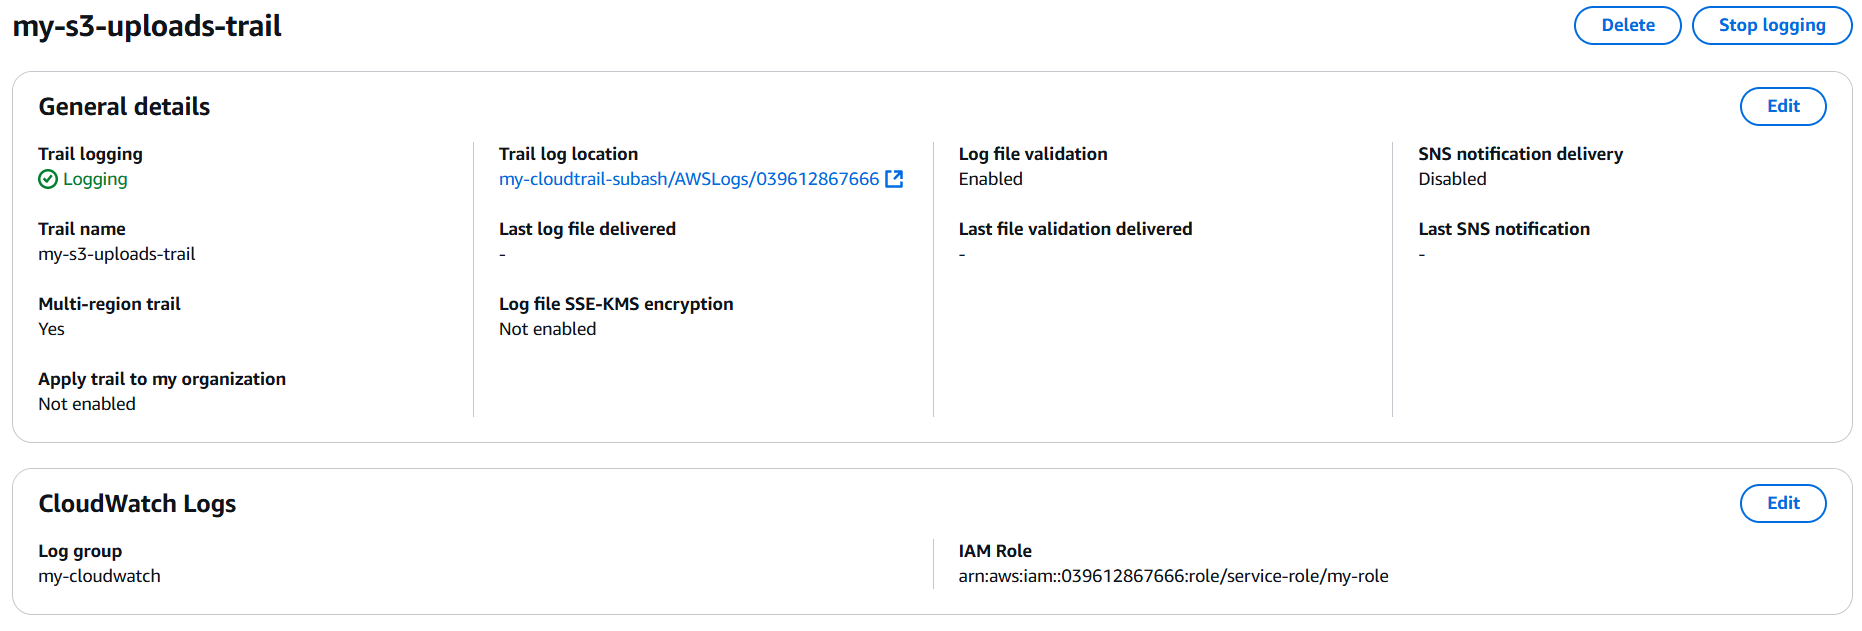 my-s3-uploads-trail
Delete
Stop logging
General details
Edit
Trail logging
Logging
Trail name
my-s3-uploads-trail
Multi-region trail
Yes
Apply trail to my organization
Not enabled
Trail log location
my-cloudtrail-subash/AWSLogs/039612867666
Last log file delivered
-
Log file SSE-KMS encryption
Not enabled
Log file validation
Enabled
Last file validation delivered
-
SNS notification delivery
Disabled
Last SNS notification
-
CloudWatch Logs
Edit
Log group
my-cloudwatch
IAM Role
arn:aws:iam::039612867666:role/service-role/my-role